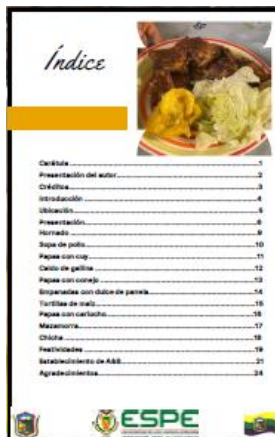 Índice
Carátula.....1
Presentación del autor.....2
Créditos.....3
Introducción.....4
Ubicación.....5
Presentación.....6
Hornado.....9
Sopa de pollo.....10
Papas con cuy.....11
Caldo de gallina.....12
Papas con conejo.....13
Empanadas con dulce de panela.....14
Tortillas de maíz.....15
Papas con cariucho.....16
Mazamorra.....17
Chicha.....18
Festividades.....19
Establecimiento de A&B.....21
Agradecimientos.....24
ESPE